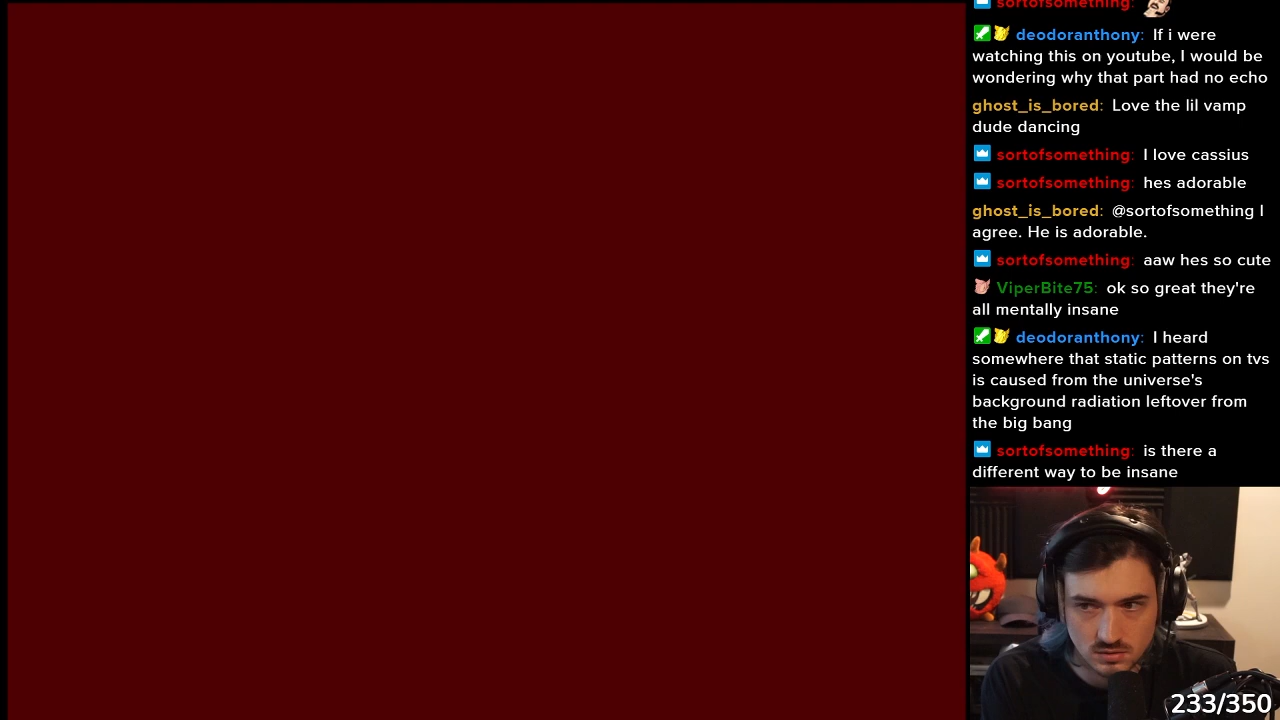 sortofsomething:
deodoranthony: If i were
watching this on youtube, I would be
wondering why that part had no echo
ghost_is_bored: Love the lil vamp
dude dancing
sortofsomething: I love cassius
sortofsomething: hes adorable
ghost_is_bored: @sortofsomething I
agree. He is adorable.
sortofsomething: aaw hes so cute
ViperBite75: ok so great they're
all mentally insane
deodoranthony: I heard
somewhere that static patterns on tvs
is caused from the universe's
background radiation leftover from
the big bang
sortofsomething: is there a
different way to be insane
233/350